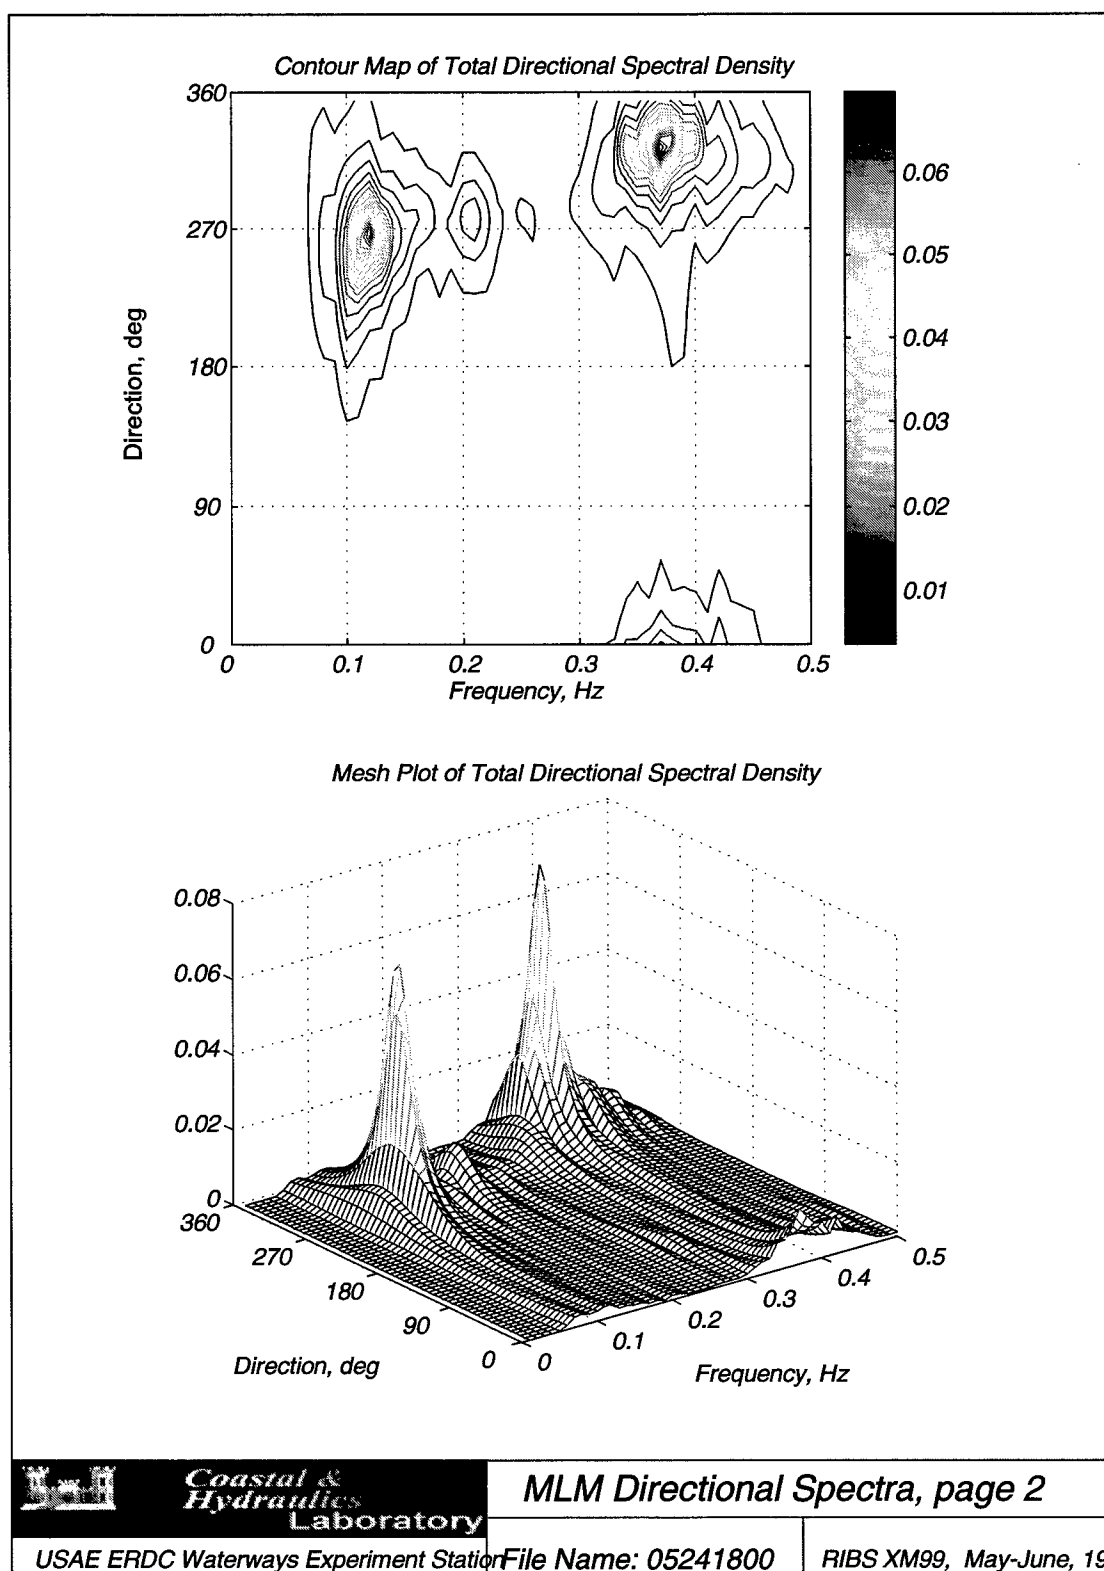 Contour Map of Total Directional Spectral Density
360
270
180
90
0
Direction, deg
0 0.1 0.2 0.3 0.4 0.5
Frequency, Hz
0.06
0.05
0.04
0.03
0.02
0.01
Mesh Plot of Total Directional Spectral Density
0.08
0.06
0.04
0.02
0
360
270
180
90
0
Direction, deg
0
0.1
0.2
0.3
0.4
0.5
Frequency, Hz
Coastal &
Hydraulics
Laboratory
MLM Directional Spectra, page 2
USAE ERDC Waterways Experiment Station
File Name: 05241800
RIBS XM99, May-June, 19